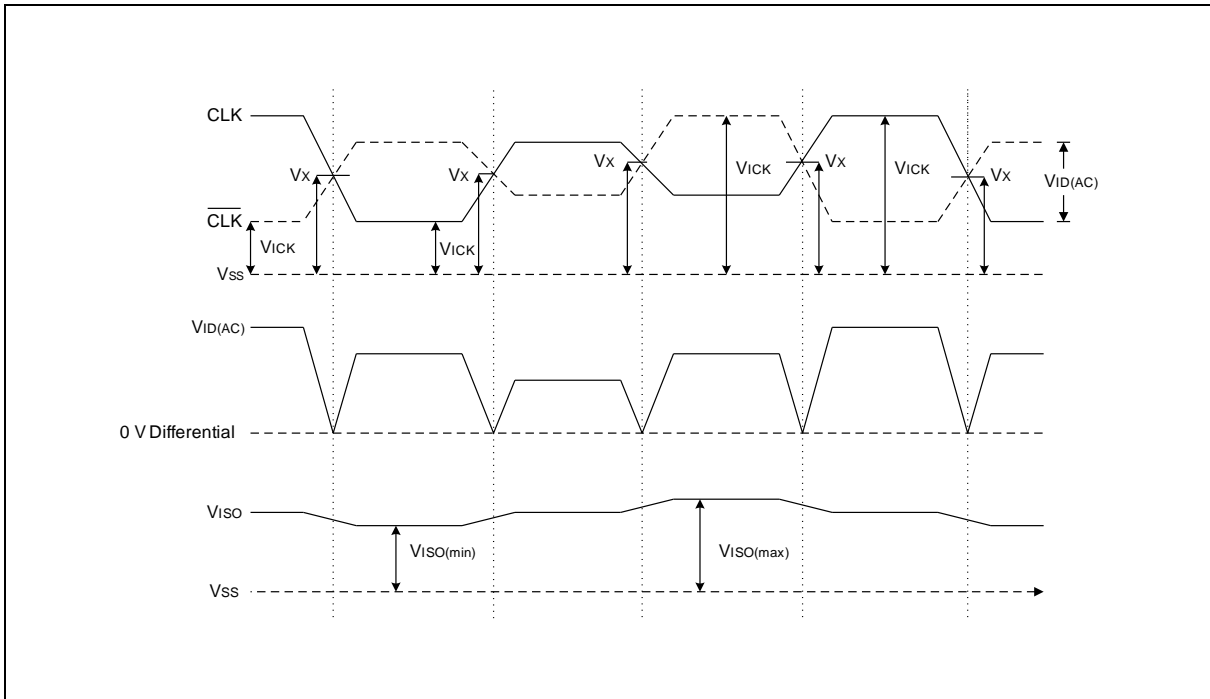 CLK
VX
VX
VX
VICK
VX
VICK
VX
VID(AC)
CLK
VICK
VICK
VSS
VID(AC)
0 V Differential
VISO
VISO(min)
VISO(max)
VSS